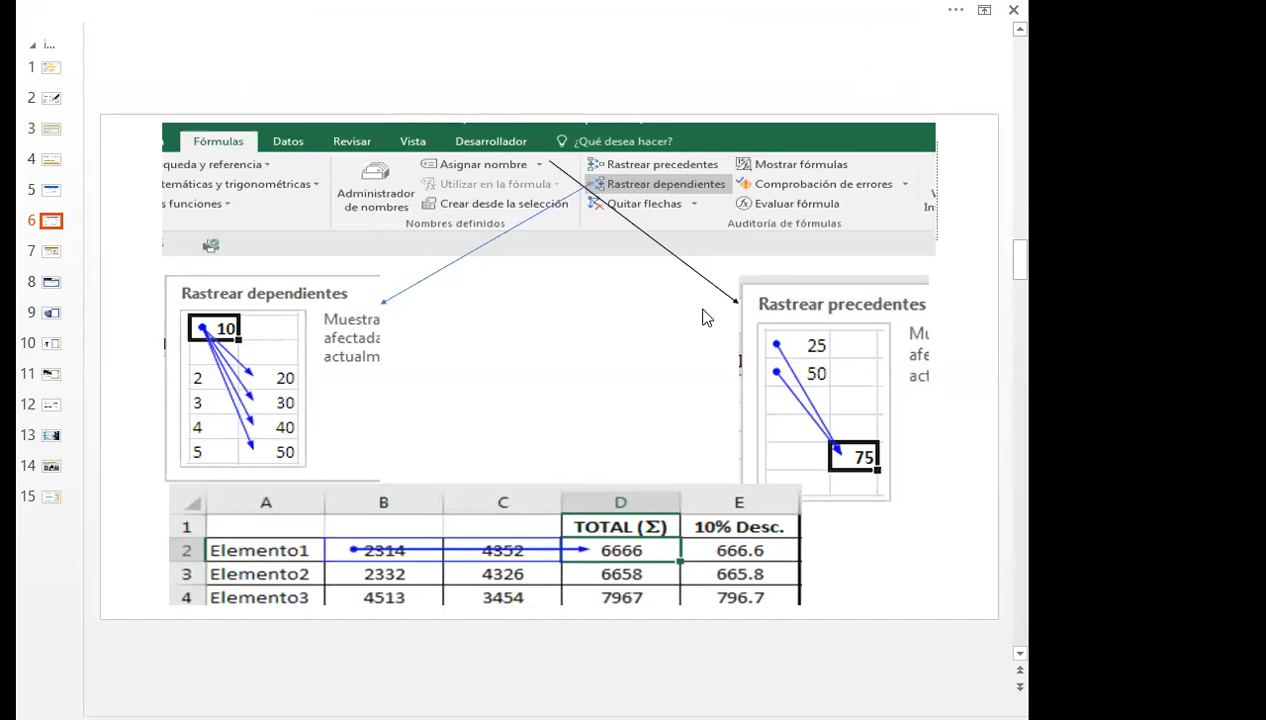 i...
1
2
3
4
5
6
7
8
9
10
11
12
13
14
15
Fórmulas Datos Revisar Vista Desarrollador ¿Qué desea hacer?
queda y referencia
Asignar nombre
Rastrear precedentes
Mostrar fórmulas
temáticas y trigonométricas
Administrador de nombres
Utilizar en la fórmula
Rastrear dependientes
Comprobación de errores
s funciones
Crear desde la selección
Quitar flechas
Evaluar fórmula
Nombres definidos
Auditoría de fórmulas
Rastrear dependientes
Muestra
afectada
actualm
10
2 20
3 30
4 40
5 50
Rastrear precedentes
Mu
afe
act
25
50
75
A B C D E
1 TOTAL (Σ) 10% Desc.
2 Elemento1 2314 4352 6666 666.6
3 Elemento2 2332 4326 6658 665.8
4 Elemento3 4513 3454 7967 796.7